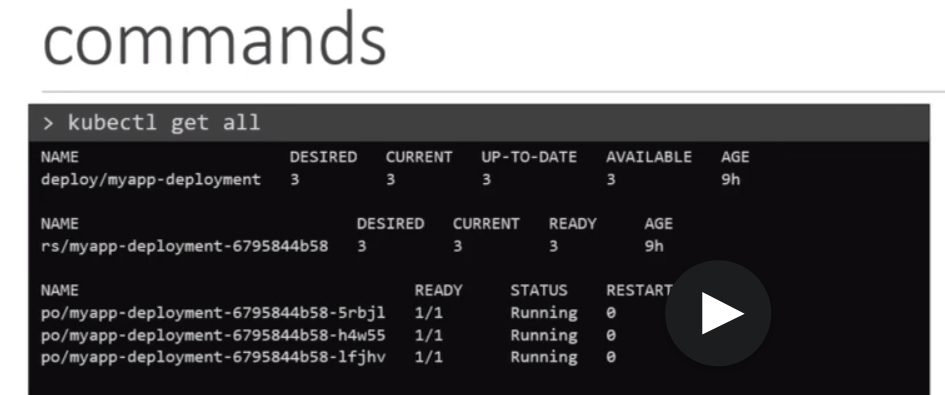 commands
> kubectl get all
NAME DESIRED CURRENT UP-TO-DATE AVAILABLE AGE
deploy/myapp-deployment 3 3 3 3 9h
NAME DESIRED CURRENT READY AGE
rs/myapp-deployment-6795844b58 3 3 3 9h
NAME READY STATUS RESTART
po/myapp-deployment-6795844b58-5rbjl 1/1 Running 0
po/myapp-deployment-6795844b58-h4w55 1/1 Running 0
po/myapp-deployment-6795844b58-lfjhv 1/1 Running 0